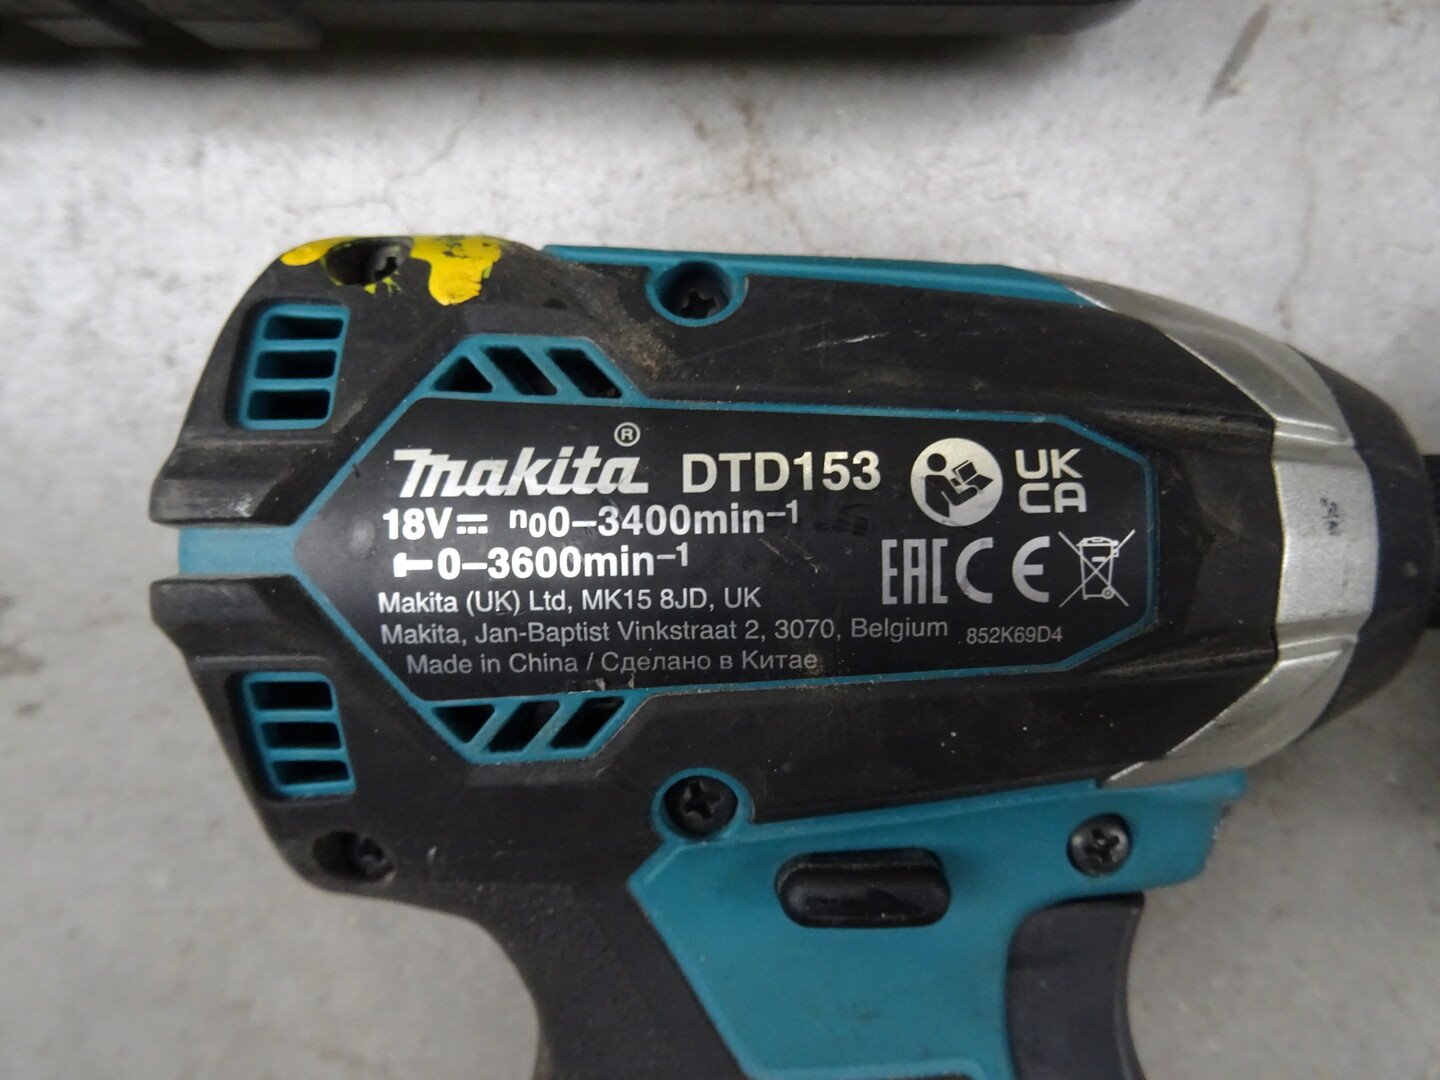 makita® DTD153
18V⎓ n₀0–3400min⁻¹
0–3600min⁻¹
UK
CA
EAC CE
Makita (UK) Ltd, MK15 8JD, UK
Makita, Jan-Baptist Vinkstraat 2, 3070, Belgium 852K69D4
Made in China / Сделано в Китае